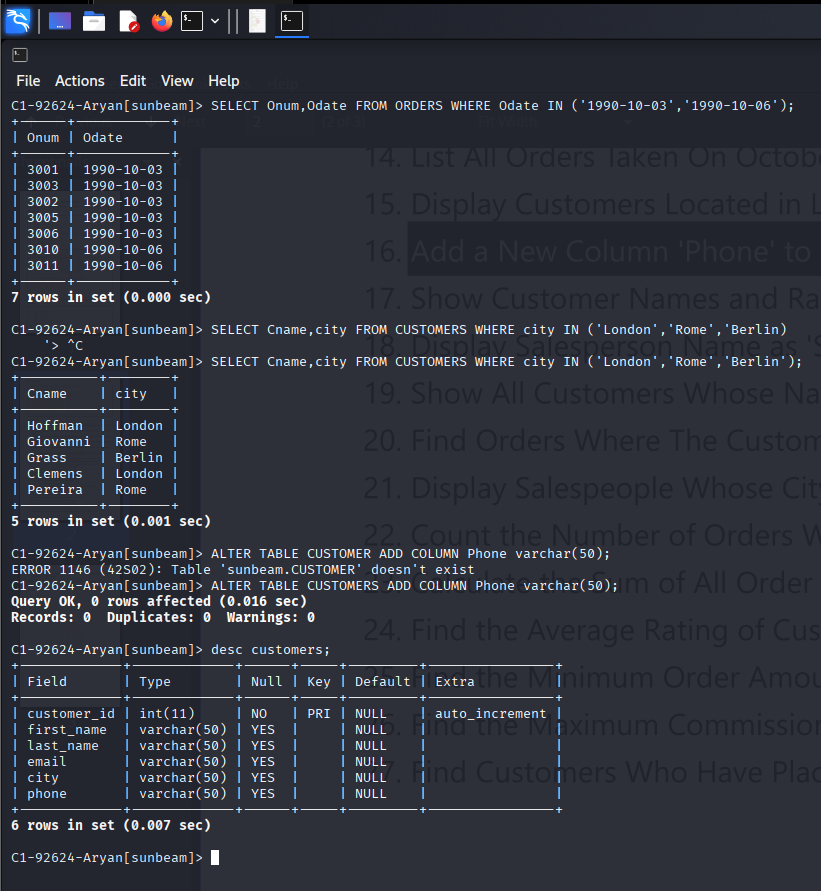 File Actions Edit View Help
C1-92624-Aryan[sunbeam]> SELECT Onum,Odate FROM ORDERS WHERE Odate IN ('1990-10-03','1990-10-06');
+------+------------+
| Onum | Odate      |
+------+------------+
| 3001 | 1990-10-03 |
| 3003 | 1990-10-03 |
| 3002 | 1990-10-03 |
| 3005 | 1990-10-03 |
| 3006 | 1990-10-03 |
| 3010 | 1990-10-06 |
| 3011 | 1990-10-06 |
+------+------------+
7 rows in set (0.000 sec)
C1-92624-Aryan[sunbeam]> SELECT Cname,city FROM CUSTOMERS WHERE city IN ('London','Rome','Berlin)
    '> ^C
C1-92624-Aryan[sunbeam]> SELECT Cname,city FROM CUSTOMERS WHERE city IN ('London','Rome','Berlin');
+----------+--------+
| Cname    | city   |
+----------+--------+
| Hoffman  | London |
| Giovanni | Rome   |
| Grass    | Berlin |
| Clemens  | London |
| Pereira  | Rome   |
+----------+--------+
5 rows in set (0.001 sec)
C1-92624-Aryan[sunbeam]> ALTER TABLE CUSTOMER ADD COLUMN Phone varchar(50);
ERROR 1146 (42S02): Table 'sunbeam.CUSTOMER' doesn't exist
C1-92624-Aryan[sunbeam]> ALTER TABLE CUSTOMERS ADD COLUMN Phone varchar(50);
Query OK, 0 rows affected (0.016 sec)
Records: 0  Duplicates: 0  Warnings: 0
C1-92624-Aryan[sunbeam]> desc customers;
+-------------+-------------+------+-----+---------+----------------+
| Field       | Type        | Null | Key | Default | Extra          |
+-------------+-------------+------+-----+---------+----------------+
| customer_id | int(11)     | NO   | PRI | NULL    | auto_increment |
| first_name  | varchar(50) | YES  |     | NULL    |                |
| last_name   | varchar(50) | YES  |     | NULL    |                |
| email       | varchar(50) | YES  |     | NULL    |                |
| city        | varchar(50) | YES  |     | NULL    |                |
| phone       | varchar(50) | YES  |     | NULL    |                |
+-------------+-------------+------+-----+---------+----------------+
6 rows in set (0.007 sec)
C1-92624-Aryan[sunbeam]>
14. List All Orders Taken On Octob
15. Display Customers Located in
16. Add a New Column 'Phone' to
17. Show Customer Names and Ra
18. Display Salesperson Name as 'S
19. Show All Customers Whose Na
20. Find Orders Where The Custom
21. Display Salespeople Whose City
22. Count the Number of Orders W
23. Calculate the Sum of All Order
24. Find the Average Rating of Cus
25. Find the Minimum Order Amou
26. Find the Maximum Commission
27. Find Customers Who Have Plac